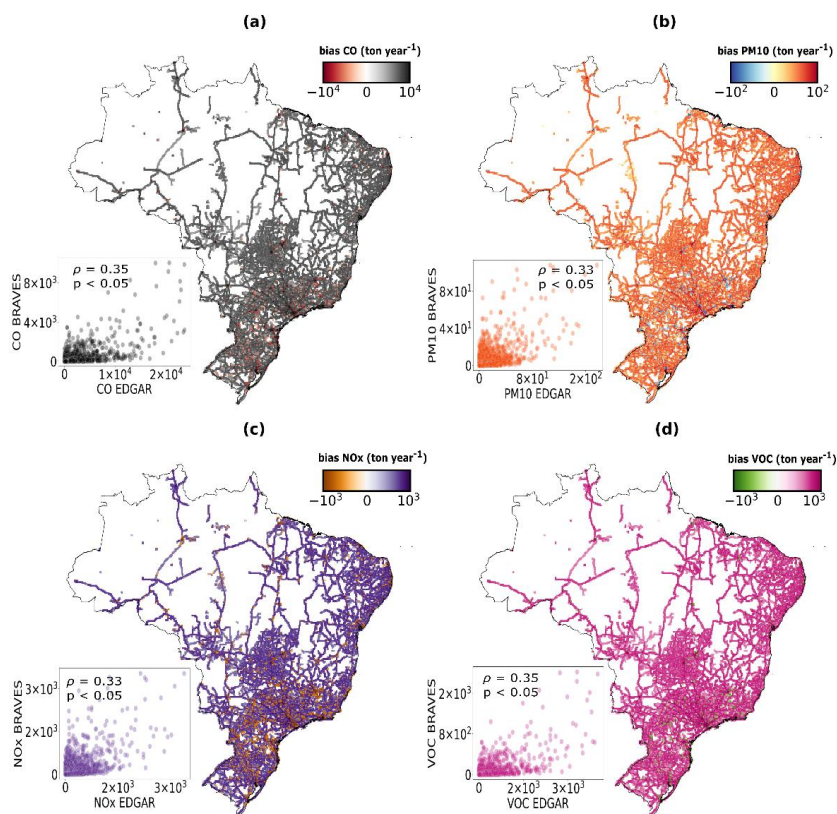 (a)
bias CO (ton year⁻¹)
−10⁴ 0 10⁴
ρ = 0.35
p < 0.05
CO BRAVES
8×10³
4×10³
0
0 1×10⁴ 2×10⁴
CO EDGAR
(b)
bias PM10 (ton year⁻¹)
−10² 0 10²
ρ = 0.33
p < 0.05
PM10 BRAVES
8×10¹
4×10¹
0
0 8×10¹ 2×10²
PM10 EDGAR
(c)
bias NOx (ton year⁻¹)
−10³ 0 10³
ρ = 0.33
p < 0.05
NOx BRAVES
3×10³
2×10³
0
0 2×10³ 3×10³
NOx EDGAR
(d)
bias VOC (ton year⁻¹)
−10³ 0 10³
ρ = 0.35
p < 0.05
VOC BRAVES
2×10³
8×10²
0
0 2×10³ 3×10³
VOC EDGAR